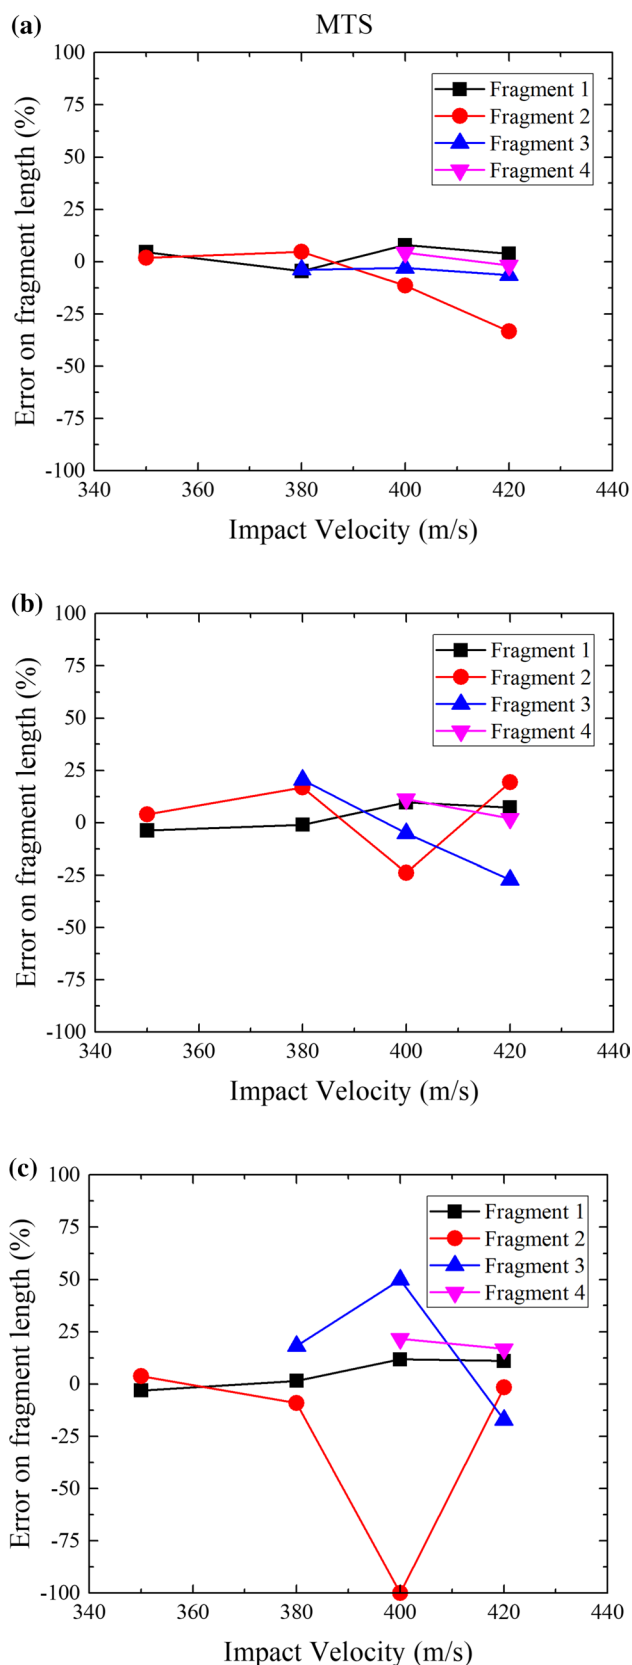 (a)
MTS
100
75
50
25
0
-25
-50
-75
-100
Error on fragment length (%)
Fragment 1
Fragment 2
Fragment 3
Fragment 4
340 360 380 400 420 440
Impact Velocity (m/s)
(b)
100
75
50
25
0
-25
-50
-75
-100
Error on fragment length (%)
Fragment 1
Fragment 2
Fragment 3
Fragment 4
340 360 380 400 420 440
Impact Velocity (m/s)
(c)
100
75
50
25
0
-25
-50
-75
-100
Error on fragment length (%)
Fragment 1
Fragment 2
Fragment 3
Fragment 4
340 360 380 400 420 440
Impact Velocity (m/s)